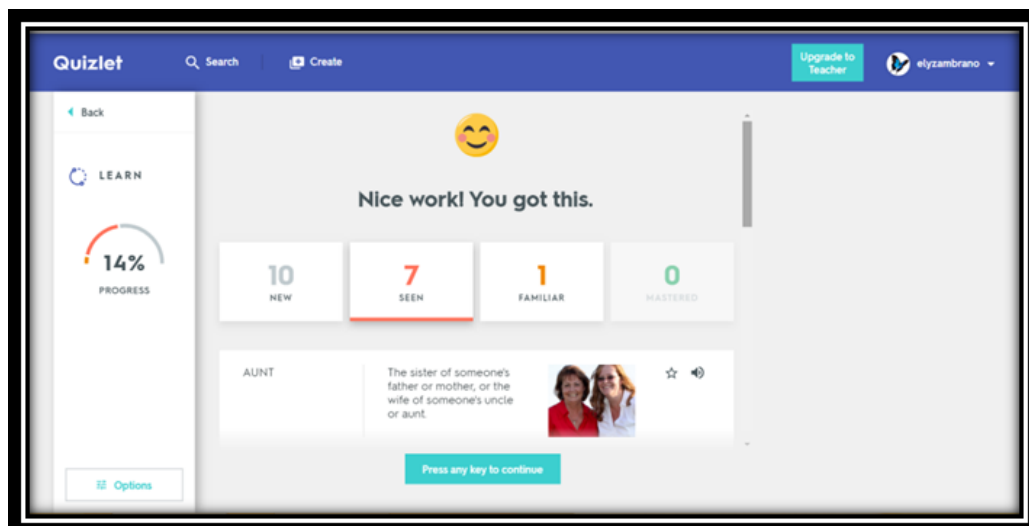 Quizlet
Search
Create
Upgrade to
Teacher
elyzambrano
Back
LEARN
14%
PROGRESS
Options
Nice work! You got this.
10
NEW
7
SEEN
1
FAMILIAR
0
MASTERED
AUNT
The sister of someone's
father or mother, or the
wife of someone's uncle
or aunt.
Press any key to continue